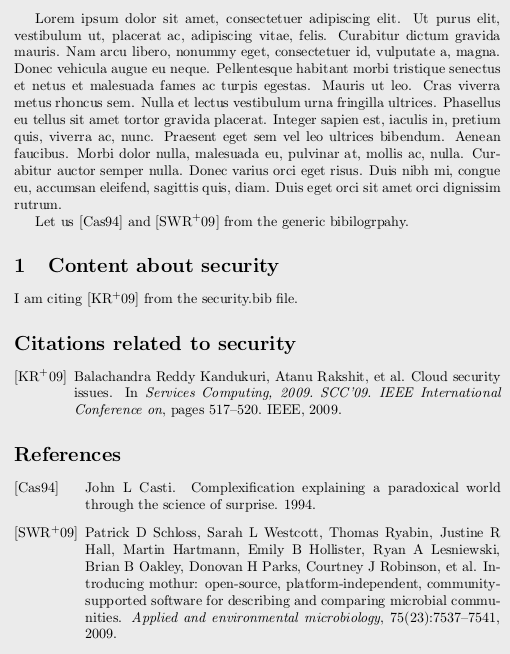 Lorem ipsum dolor sit amet, consectetuer adipiscing elit. Ut purus elit,
vestibulum ut, placerat ac, adipiscing vitae, felis. Curabitur dictum gravida
mauris. Nam arcu libero, nonummy eget, consectetuer id, vulputate a, magna.
Donec vehicula augue eu neque. Pellentesque habitant morbi tristique senectus
et netus et malesuada fames ac turpis egestas. Mauris ut leo. Cras viverra
metus rhoncus sem. Nulla et lectus vestibulum urna fringilla ultrices. Phasellus
eu tellus sit amet tortor gravida placerat. Integer sapien est, iaculis in, pretium
quis, viverra ac, nunc. Praesent eget sem vel leo ultrices bibendum. Aenean
faucibus. Morbi dolor nulla, malesuada eu, pulvinar at, mollis ac, nulla. Cur-
abitur auctor semper nulla. Donec varius orci eget risus. Duis nibh mi, congue
eu, accumsan eleifend, sagittis quis, diam. Duis eget orci sit amet orci dignissim
rutrum.
Let us [Cas94] and [SWR+09] from the generic bibilogrpahy.
1 Content about security
I am citing [KR+09] from the security.bib file.
Citations related to security
[KR+09] Balachandra Reddy Kandukuri, Atanu Rakshit, et al. Cloud security
issues. In Services Computing, 2009. SCC'09. IEEE International
Conference on, pages 517–520. IEEE, 2009.
References
[Cas94] John L Casti. Complexification explaining a paradoxical world
through the science of surprise. 1994.
[SWR+09] Patrick D Schloss, Sarah L Westcott, Thomas Ryabin, Justine R
Hall, Martin Hartmann, Emily B Hollister, Ryan A Lesniewski,
Brian B Oakley, Donovan H Parks, Courtney J Robinson, et al. In-
troducing mothur: open-source, platform-independent, community-
supported software for describing and comparing microbial commu-
nities. Applied and environmental microbiology, 75(23):7537–7541,
2009.